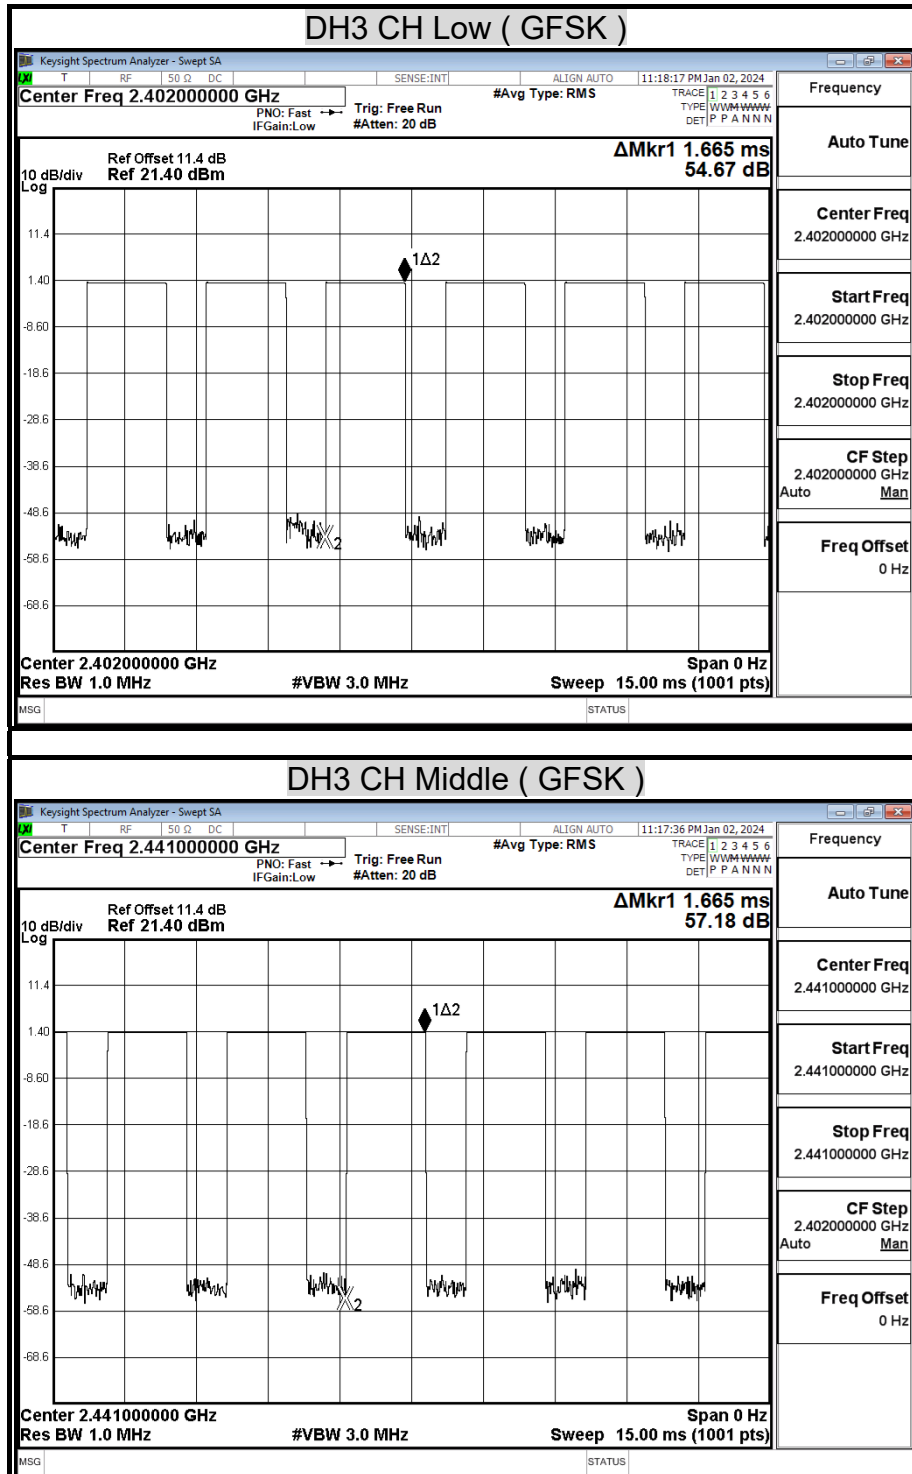 DH3 CH Low ( GFSK )
Keysight Spectrum Analyzer - Swept SA
LXI T RF 50 Ω DC SENSE:INT ALIGN AUTO 11:18:17 PM Jan 02, 2024
Center Freq 2.402000000 GHz
PNO: Fast
IFGain:Low
Trig: Free Run
#Atten: 20 dB
#Avg Type: RMS
TRACE 1 2 3 4 5 6
TYPE WWMWWWW
DET P P A N N N
Frequency
Auto Tune
Center Freq
2.402000000 GHz
Start Freq
2.402000000 GHz
Stop Freq
2.402000000 GHz
CF Step
2.402000000 GHz
Auto Man
Freq Offset
0 Hz
ΔMkr1 1.665 ms
54.67 dB
Ref Offset 11.4 dB
10 dB/div Ref 21.40 dBm
Log
11.4
1Δ2
1.40
-8.60
-18.6
-28.6
-38.6
-48.6
2
-58.6
-68.6
Center 2.402000000 GHz Span 0 Hz
Res BW 1.0 MHz #VBW 3.0 MHz Sweep 15.00 ms (1001 pts)
MSG STATUS
DH3 CH Middle ( GFSK )
Keysight Spectrum Analyzer - Swept SA
LXI T RF 50 Ω DC SENSE:INT ALIGN AUTO 11:17:36 PM Jan 02, 2024
Center Freq 2.441000000 GHz
PNO: Fast
IFGain:Low
Trig: Free Run
#Atten: 20 dB
#Avg Type: RMS
TRACE 1 2 3 4 5 6
TYPE WWMWWWW
DET P P A N N N
Frequency
Auto Tune
Center Freq
2.441000000 GHz
Start Freq
2.441000000 GHz
Stop Freq
2.441000000 GHz
CF Step
2.402000000 GHz
Auto Man
Freq Offset
0 Hz
ΔMkr1 1.665 ms
57.18 dB
Ref Offset 11.4 dB
10 dB/div Ref 21.40 dBm
Log
11.4
1Δ2
1.40
-8.60
-18.6
-28.6
-38.6
-48.6
2
-58.6
-68.6
Center 2.441000000 GHz Span 0 Hz
Res BW 1.0 MHz #VBW 3.0 MHz Sweep 15.00 ms (1001 pts)
MSG STATUS